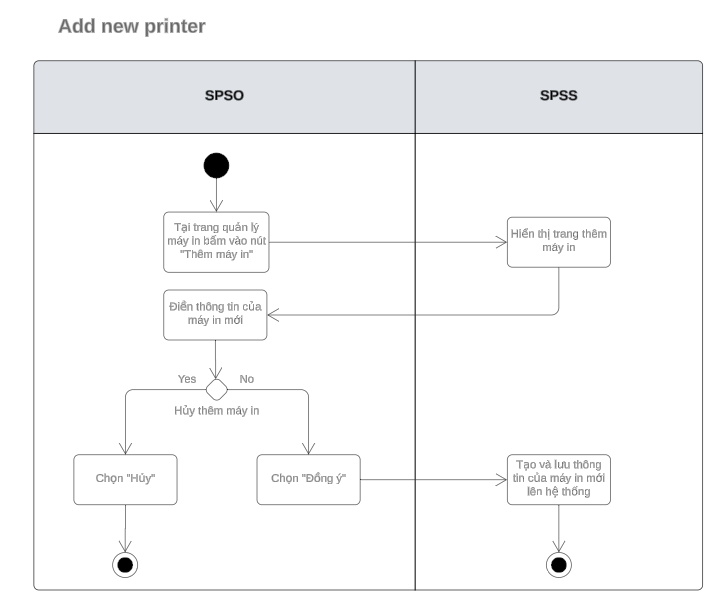 Add new printer
SPSO
SPSS
Tại trang quản lý
máy in bấm vào nút
"Thêm máy in"
Hiển thị trang thêm
máy in
Điền thông tin của
máy in mới
Yes
No
Hủy thêm máy in
Chọn "Hủy"
Chọn "Đồng ý"
Tạo và lưu thông
tin của máy in mới
lên hệ thống